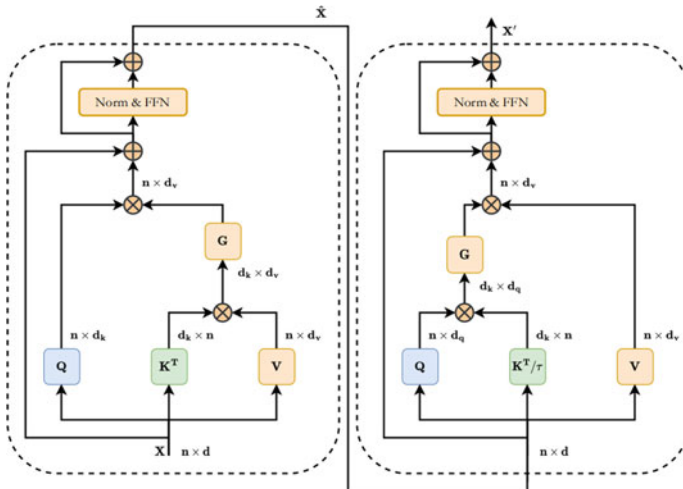 X̂
X′
Norm & FFN
Norm & FFN
n × d_v
n × d_v
G
G
d_k × d_v
d_k × d_q
n × d_k
d_k × n
n × d_v
n × d_q
d_k × n
n × d_v
Q
K^T
V
Q
K^T/τ
V
X
n × d
n × d